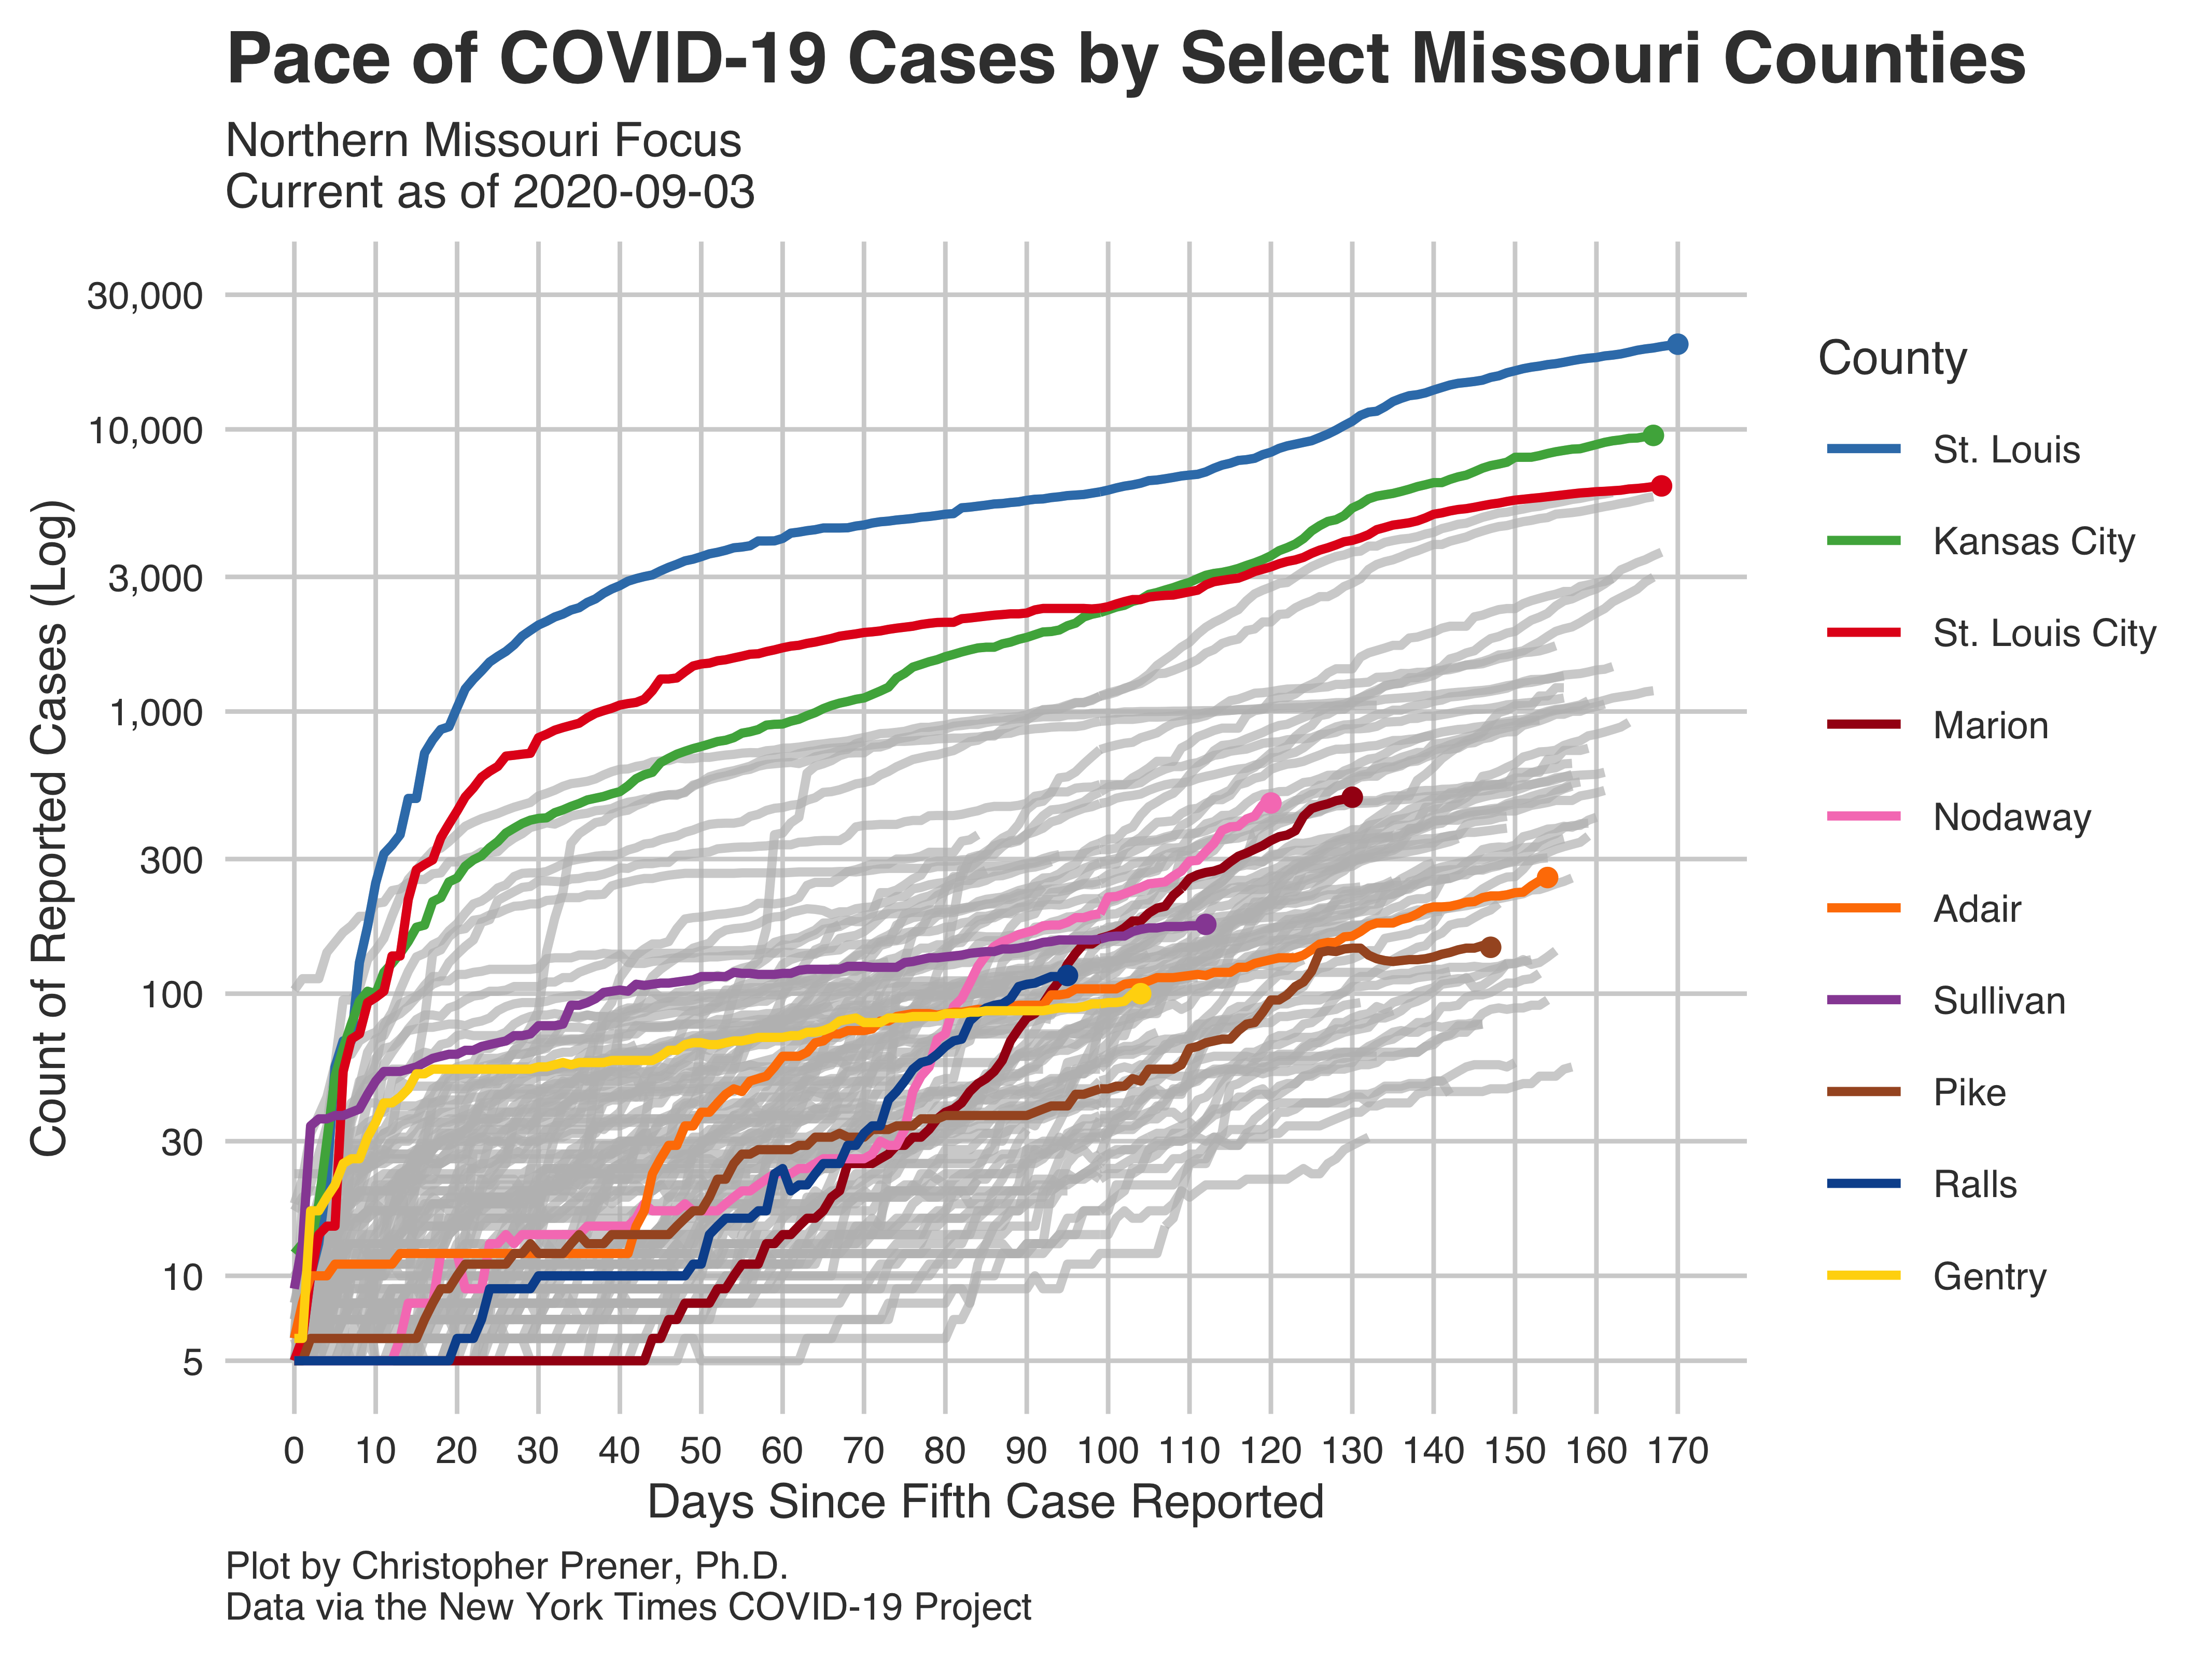 Pace of COVID-19 Cases by Select Missouri Counties
Northern Missouri Focus
Current as of 2020-09-03
Count of Reported Cases (Log)
30,000
10,000
3,000
1,000
300
100
30
10
5
0 10 20 30 40 50 60 70 80 90 100 110 120 130 140 150 160 170
Days Since Fifth Case Reported
County
St. Louis
Kansas City
St. Louis City
Marion
Nodaway
Adair
Sullivan
Pike
Ralls
Gentry
Plot by Christopher Prener, Ph.D.
Data via the New York Times COVID-19 Project